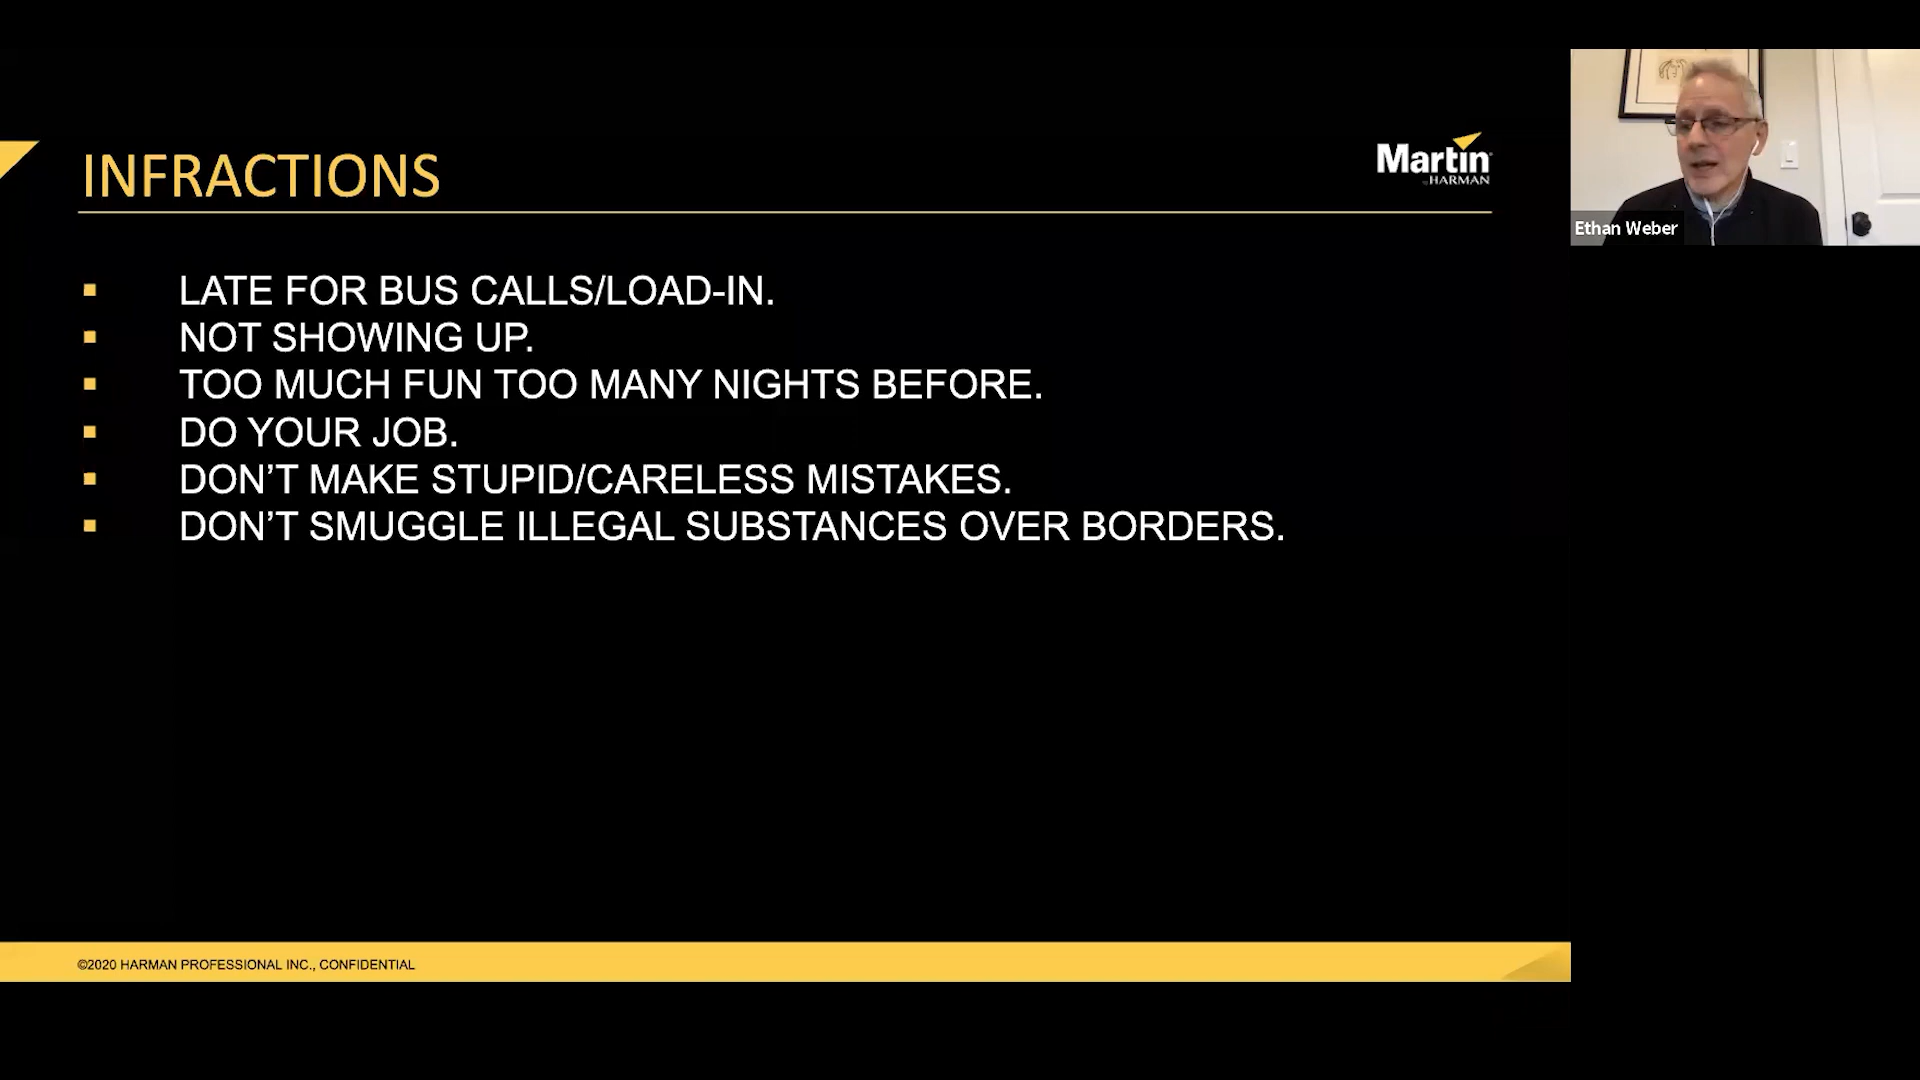 INFRACTIONS
Martin
by HARMAN
Ethan Weber
▪ LATE FOR BUS CALLS/LOAD-IN.
▪ NOT SHOWING UP.
▪ TOO MUCH FUN TOO MANY NIGHTS BEFORE.
▪ DO YOUR JOB.
▪ DON’T MAKE STUPID/CARELESS MISTAKES.
▪ DON’T SMUGGLE ILLEGAL SUBSTANCES OVER BORDERS.
©2020 HARMAN PROFESSIONAL INC., CONFIDENTIAL